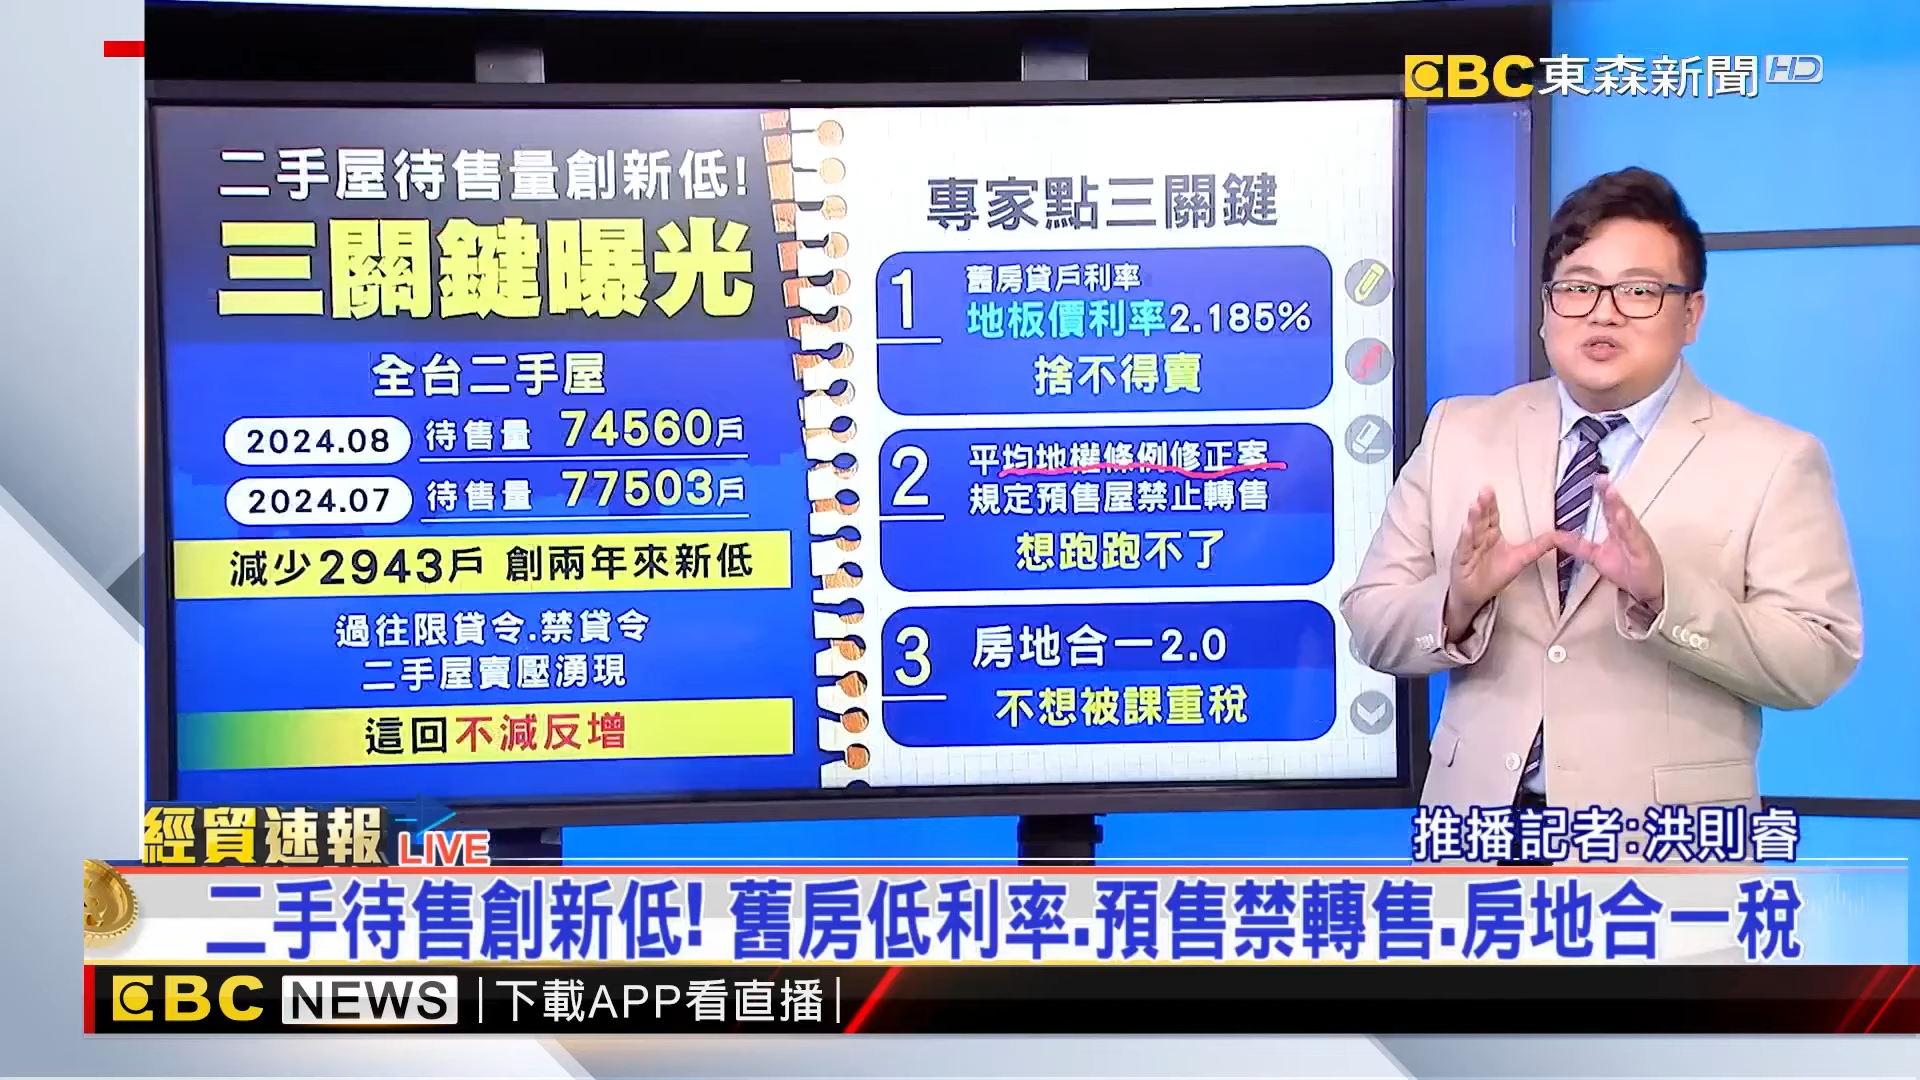 EBC東森新聞HD
二手屋待售量創新低!
三關鍵曝光
全台二手屋
2024.08 待售量 74560戶
2024.07 待售量 77503戶
減少2943戶 創兩年來新低
過往限貸令.禁貸令
二手屋賣壓湧現
這回不減反增
專家點三關鍵
1
舊房貸戶利率
地板價利率2.185%
捨不得賣
2
平均地權條例修正案
規定預售屋禁止轉售
想跑跑不了
3
房地合一2.0
不想被課重稅
經貿速報 LIVE
推播記者:洪則睿
二手待售創新低! 舊房低利率.預售禁轉售.房地合一稅
EBC NEWS |下載APP看直播|